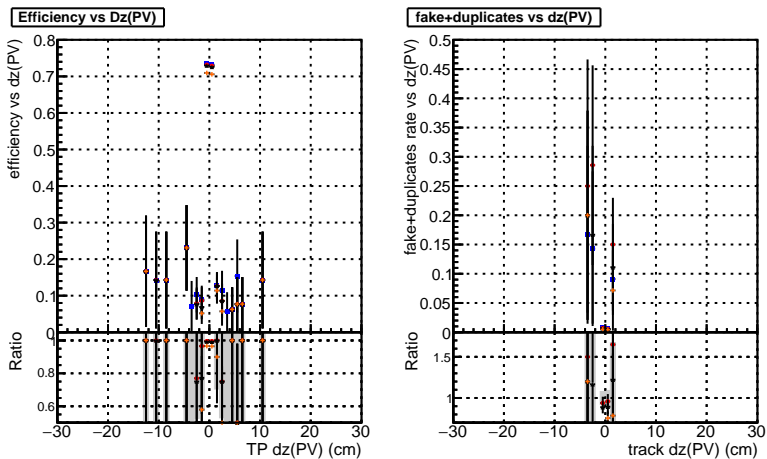 Efficiency vs Dz(PV)
efficiency vs dz(PV)
0.8
0.7
0.6
0.5
0.4
0.3
0.2
0.1
0
Ratio
1
0.8
0.6
−30 −20 −10 0 10 20 30
TP dz(PV) (cm)
fake+duplicates vs dz(PV)
fake+duplicates rate vs dz(PV)
0.5
0.45
0.4
0.35
0.3
0.25
0.2
0.15
0.1
0.05
0
Ratio
1.5
1
−30 −20 −10 0 10 20 30
track dz(PV) (cm)